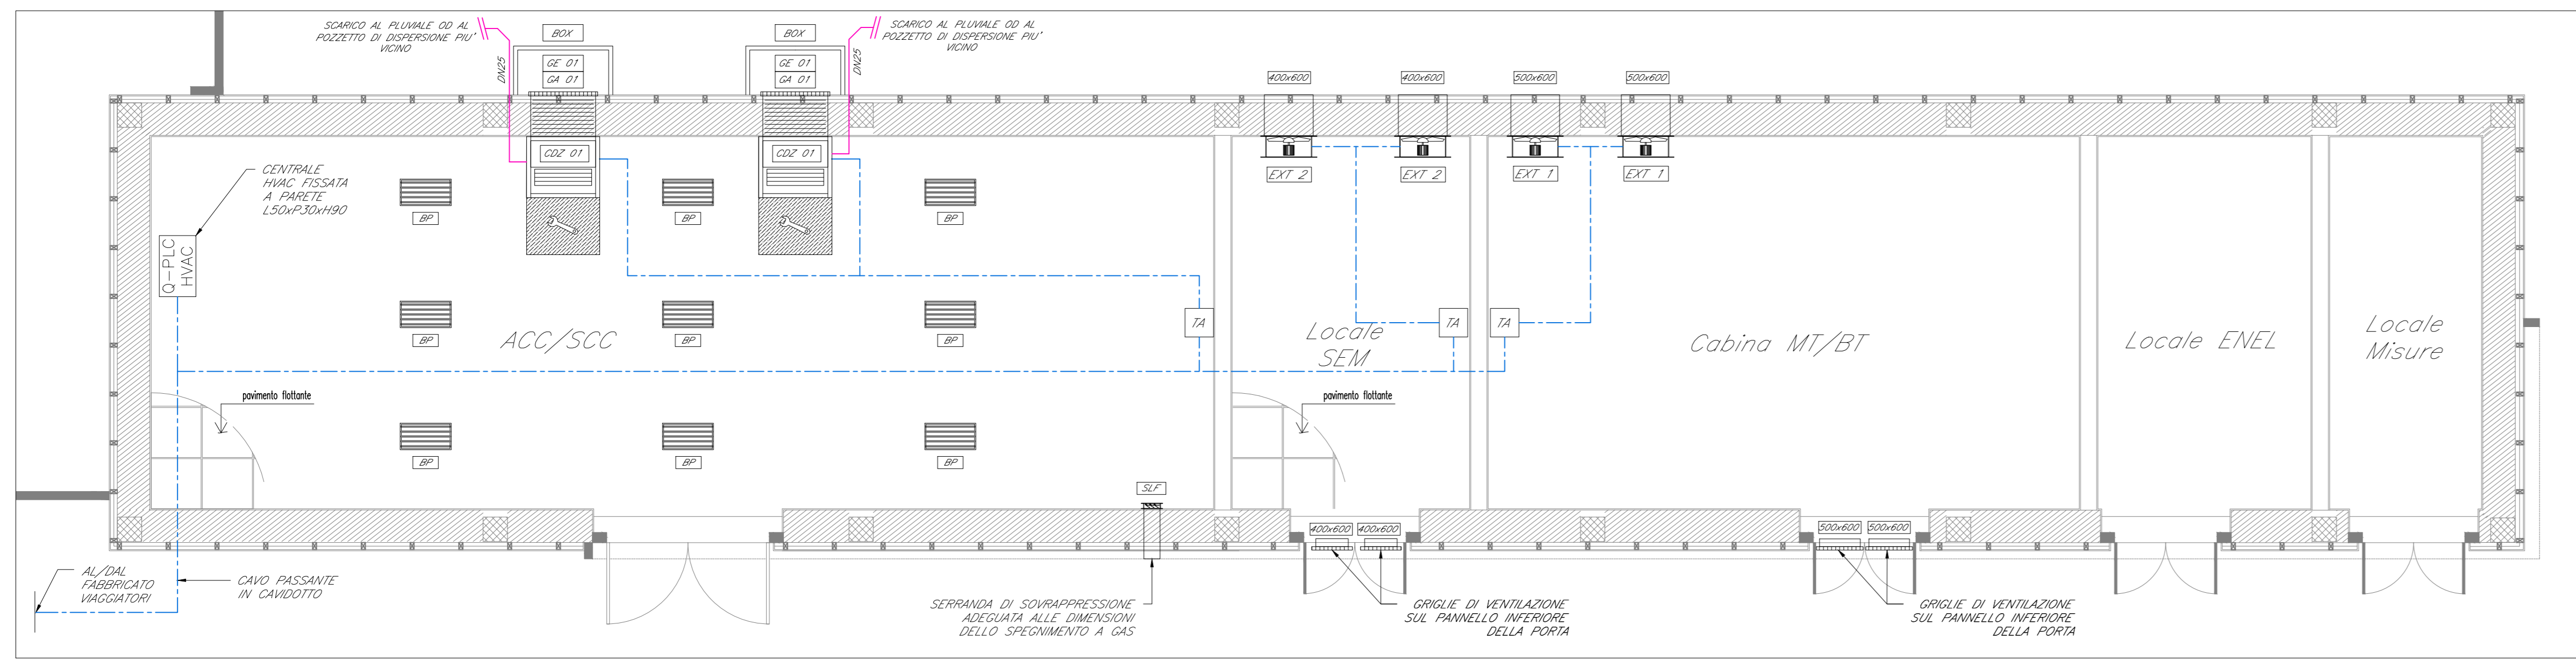 SCARICO AL PLUVIALE OD AL
POZZETTO DI DISPERSIONE PIU'
VICINO
DN25
BOX
GE 01
GA 01
CDZ 01
BOX
GE 01
GA 01
CDZ 01
DN25
SCARICO AL PLUVIALE OD AL
POZZETTO DI DISPERSIONE PIU'
VICINO
400x600
400x600
500x600
500x600
EXT 2
EXT 2
EXT 1
EXT 1
CENTRALE
HVAC FISSATA
A PARETE
L50xP30xH90
Q-PLC
HVAC
BP
BP
BP
BP
BP
BP
BP
BP
BP
ACC/SCC
TA
Locale
SEM
TA
TA
Cabina MT/BT
Locale ENEL
Locale
Misure
pavimento flottante
pavimento flottante
SLF
400x600
400x600
500x600
500x600
AL/DAL
FABBRICATO
VIAGGIATORI
CAVO PASSANTE
IN CAVIDOTTO
SERRANDA DI SOVRAPPRESSIONE
ADEGUATA ALLE DIMENSIONI
DELLO SPEGNIMENTO A GAS
GRIGLIE DI VENTILAZIONE
SUL PANNELLO INFERIORE
DELLA PORTA
GRIGLIE DI VENTILAZIONE
SUL PANNELLO INFERIORE
DELLA PORTA